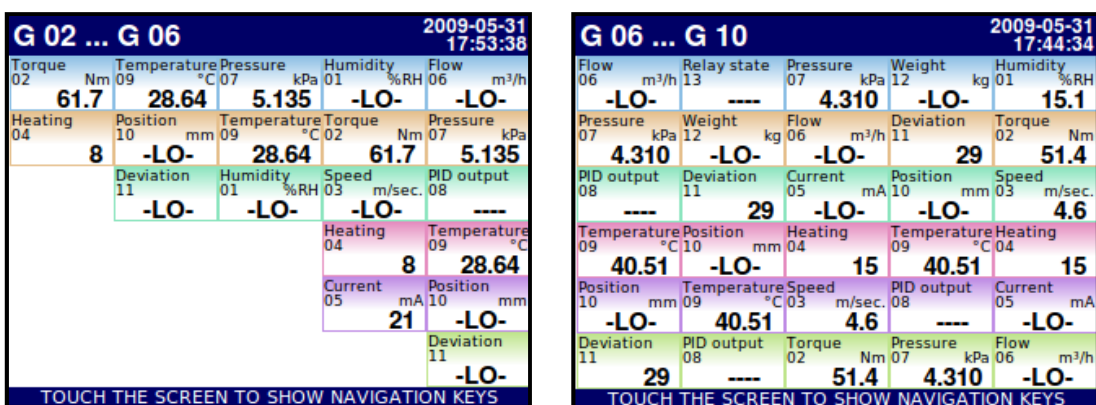 G 02 ... G 06
2009-05-31
17:53:38
Torque Temperature Pressure Humidity Flow
02 Nm 09 °C 07 kPa 01 %RH 06 m³/h
61.7 28.64 5.135 -LO- -LO-
Heating Position Temperature Torque Pressure
04 10 mm 09 °C 02 Nm 07 kPa
8 -LO- 28.64 61.7 5.135
Deviation Humidity Speed PID output
11 01 %RH 03 m/sec. 08
-LO- -LO- -LO- ----
Heating Temperature
04 09 °C
8 28.64
Current Position
05 mA 10 mm
21 -LO-
Deviation
11
-LO-
TOUCH THE SCREEN TO SHOW NAVIGATION KEYS
G 06 ... G 10
2009-05-31
17:44:34
Flow Relay state Pressure Weight Humidity
06 m³/h 13 07 kPa 12 kg 01 %RH
-LO- ---- 4.310 -LO- 15.1
Pressure Weight Flow Deviation Torque
07 kPa 12 kg 06 m³/h 11 02 Nm
4.310 -LO- -LO- 29 51.4
PID output Deviation Current Position Speed
08 11 05 mA 10 mm 03 m/sec.
---- 29 -LO- -LO- 4.6
Temperature Position Heating Temperature Heating
09 °C 10 mm 04 09 °C 04
40.51 -LO- 15 40.51 15
Position Temperature Speed PID output Current
10 mm 09 °C 03 m/sec. 08 05 mA
-LO- 40.51 4.6 ---- -LO-
Deviation PID output Torque Pressure Flow
11 08 02 Nm 07 kPa 06 m³/h
29 ---- 51.4 4.310 -LO-
TOUCH THE SCREEN TO SHOW NAVIGATION KEYS